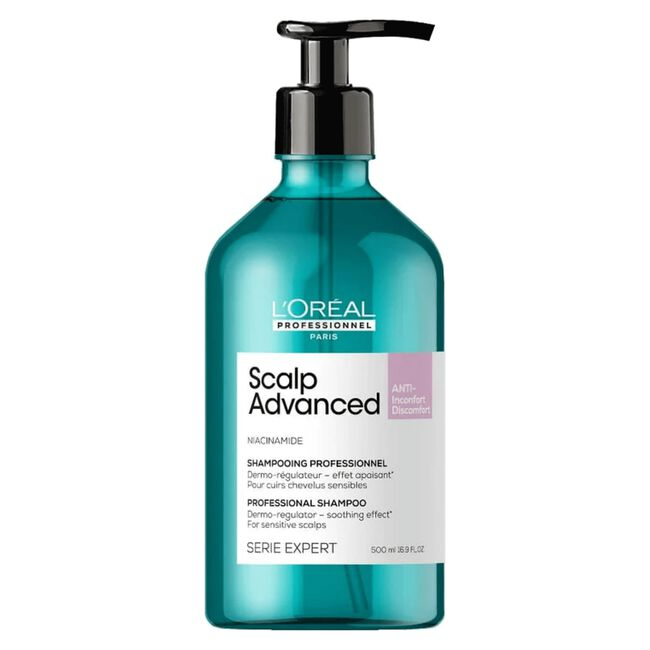 L'ORÉAL
PROFESSIONNEL
PARIS
Scalp
Advanced
ANTI-
Inconfort
Discomfort
NIACINAMIDE
SHAMPOOING PROFESSIONNEL
Dermo-régulateur – effet apaisant*
Pour cuirs chevelus sensibles
PROFESSIONAL SHAMPOO
Dermo-regulator – soothing effect*
For sensitive scalps
SERIE EXPERT
500 ml 16.9 FL.OZ.